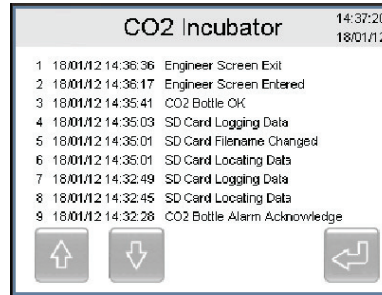 CO2 Incubator
14:37:20
18/01/12
1 18/01/12 14:36:36 Engineer Screen Exit
2 18/01/12 14:36:17 Engineer Screen Entered
3 18/01/12 14:35:41 CO2 Bottle OK
4 18/01/12 14:35:03 SD Card Logging Data
5 18/01/12 14:35:01 SD Card Filename Changed
6 18/01/12 14:35:01 SD Card Locating Data
7 18/01/12 14:32:49 SD Card Logging Data
8 18/01/12 14:32:45 SD Card Locating Data
9 18/01/12 14:32:28 CO2 Bottle Alarm Acknowledge